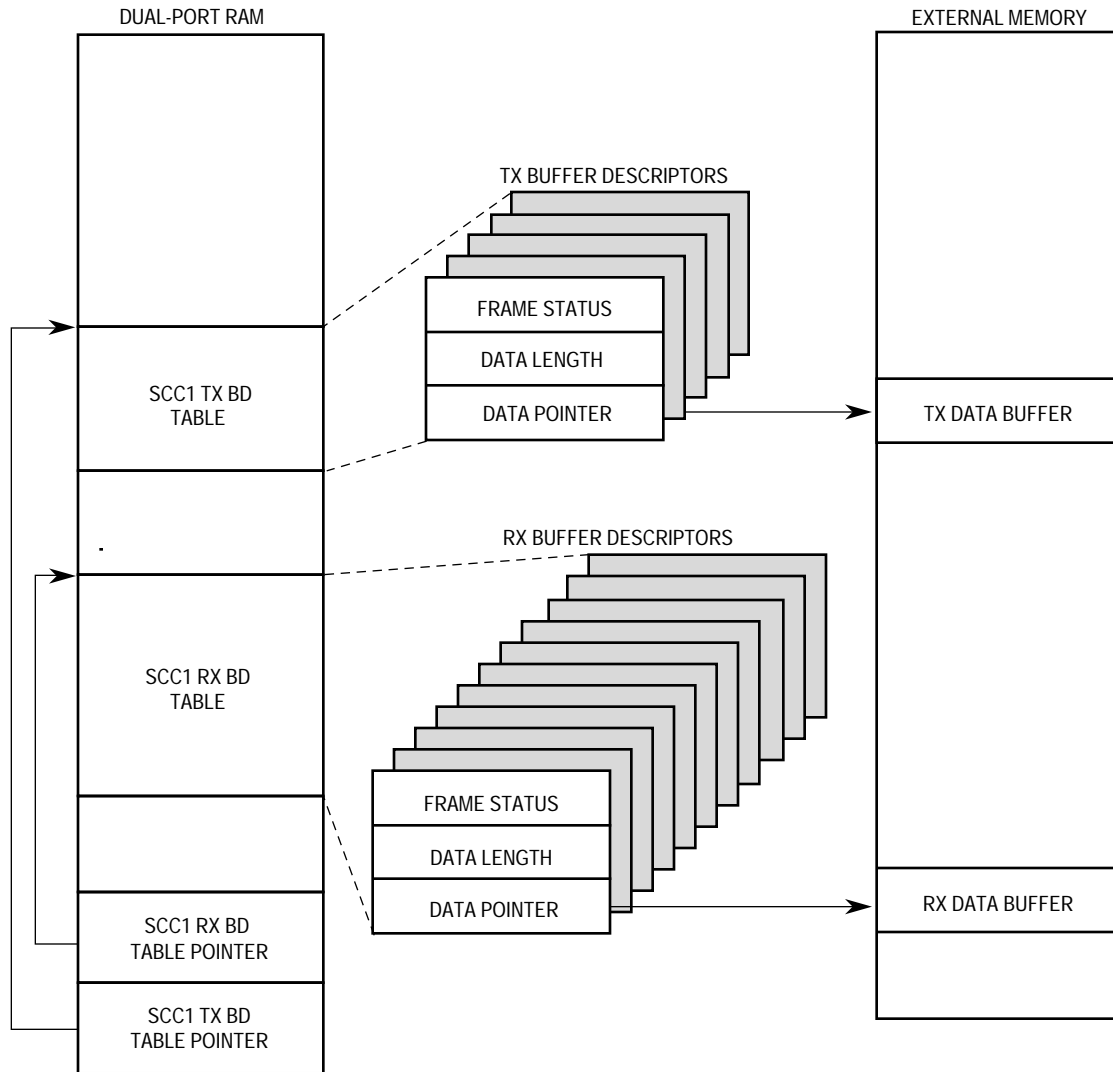 DUAL-PORT RAM
EXTERNAL MEMORY
TX BUFFER DESCRIPTORS
FRAME STATUS
DATA LENGTH
DATA POINTER
SCC1 TX BD
TABLE
TX DATA BUFFER
RX BUFFER DESCRIPTORS
SCC1 RX BD
TABLE
FRAME STATUS
DATA LENGTH
DATA POINTER
RX DATA BUFFER
SCC1 RX BD
TABLE POINTER
SCC1 TX BD
TABLE POINTER